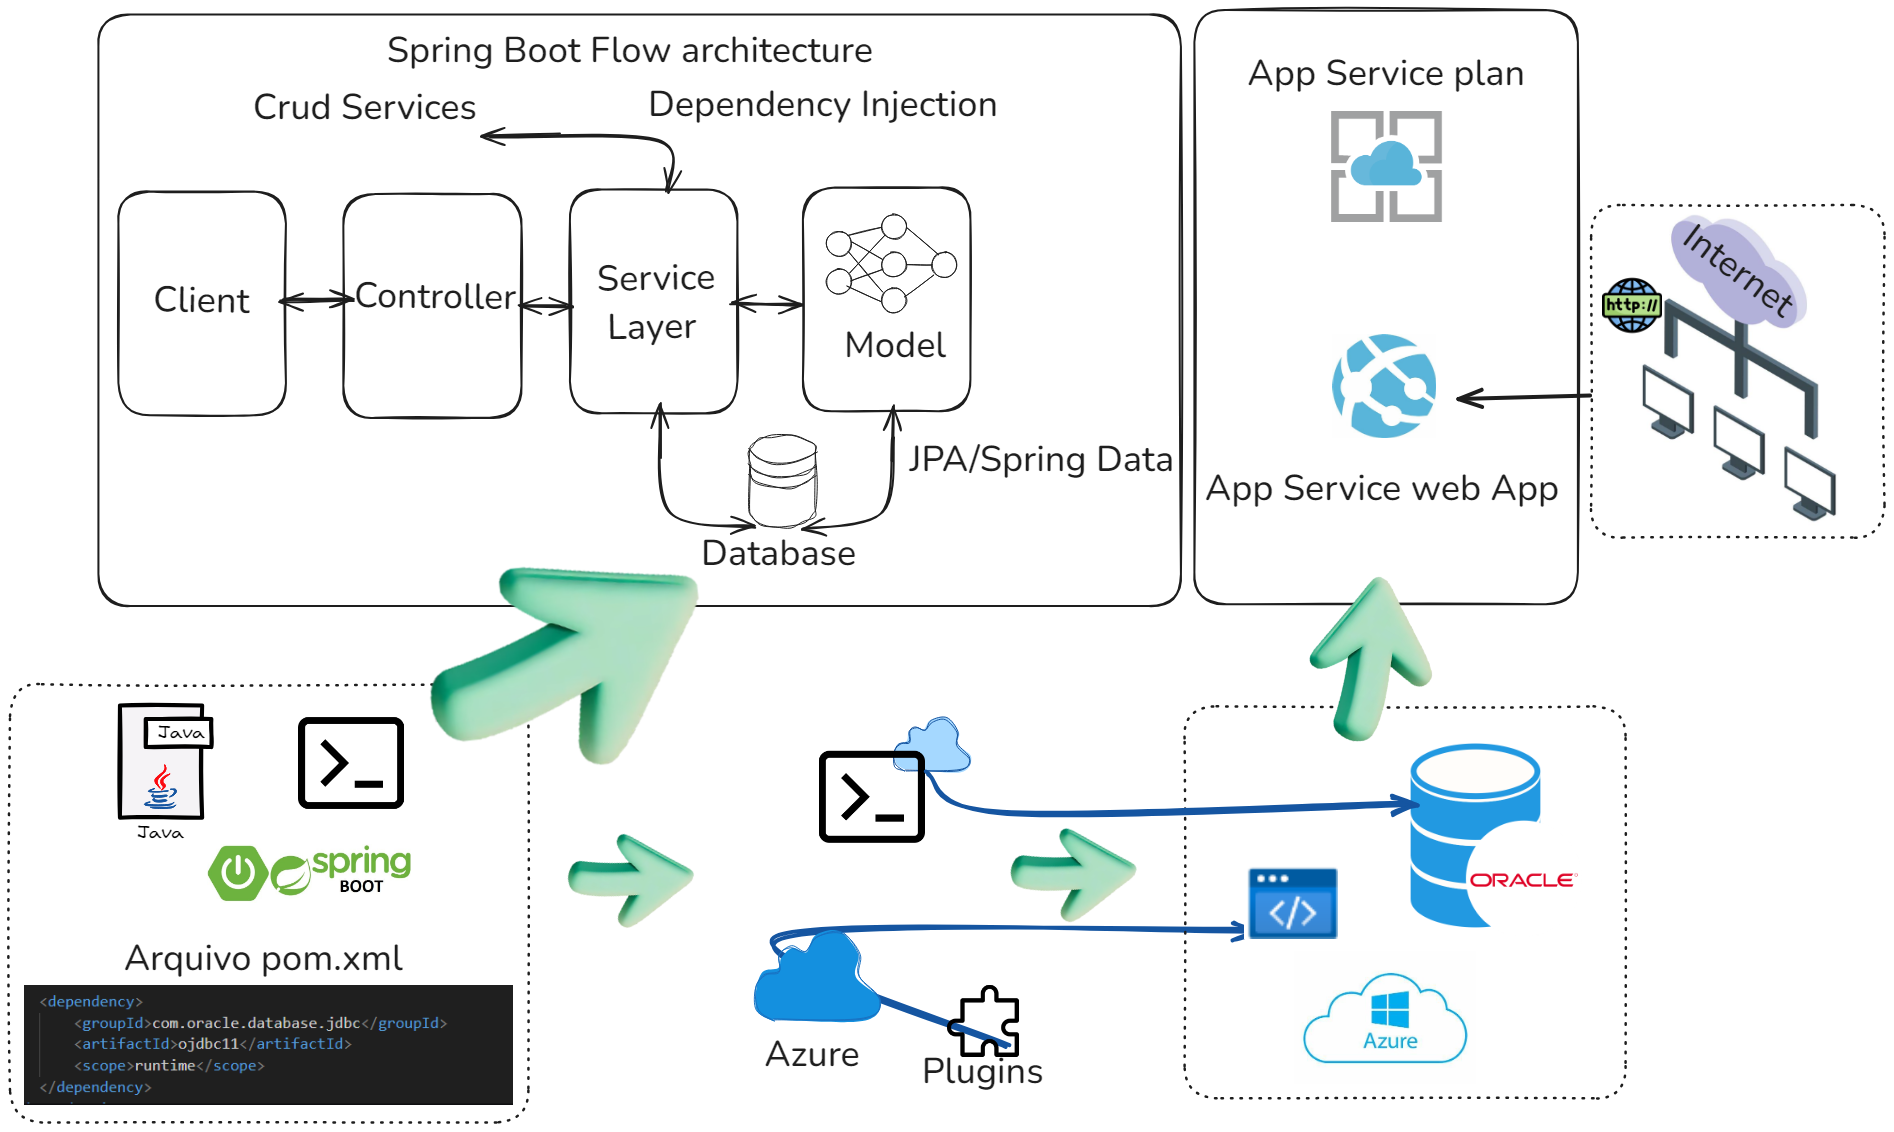 Spring Boot Flow architecture
Crud Services
Dependency Injection
Client
Controller
Service
Layer
Model
JPA/Spring Data
Database
App Service plan
App Service web App
Internet
http://
Java
Java
spring
BOOT
Arquivo pom.xml
<dependency>
<groupId>com.oracle.database.jdbc</groupId>
<artifactId>ojdbc11</artifactId>
<scope>runtime</scope>
</dependency>
Azure
Plugins
ORACLE
Azure